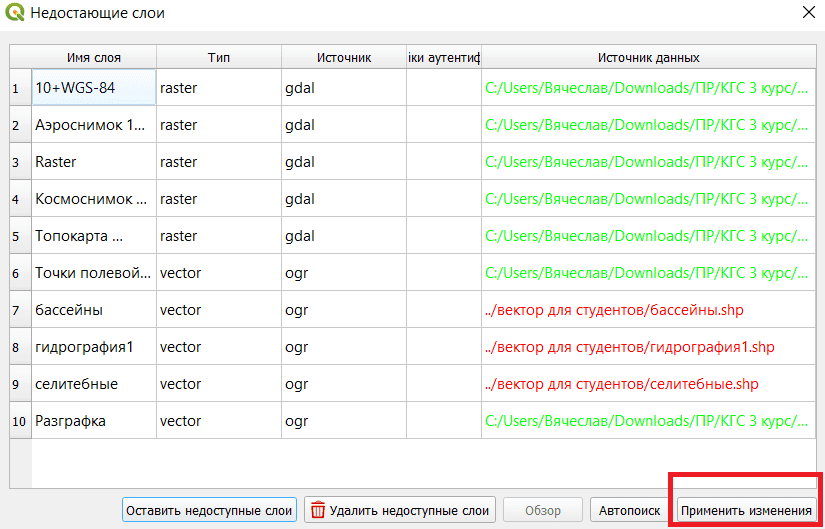 Недостающие слои
Имя слоя Тип Источник іки аутентиф Источник данных
1 10+WGS-84 raster gdal C:/Users/Вячеслав/Downloads/ПР/КГС 3 курс/...
2 Аэроснимок 1... raster gdal C:/Users/Вячеслав/Downloads/ПР/КГС 3 курс/...
3 Raster raster gdal C:/Users/Вячеслав/Downloads/ПР/КГС 3 курс/...
4 Космоснимок ... raster gdal C:/Users/Вячеслав/Downloads/ПР/КГС 3 курс/...
5 Топокарта ... raster gdal C:/Users/Вячеслав/Downloads/ПР/КГС 3 курс/...
6 Точки полевой... vector ogr C:/Users/Вячеслав/Downloads/ПР/КГС 3 курс/...
7 бассейны vector ogr ../вектор для студентов/бассейны.shp
8 гидрография1 vector ogr ../вектор для студентов/гидрография1.shp
9 селитебные vector ogr ../вектор для студентов/селитебные.shp
10 Разграфка vector ogr C:/Users/Вячеслав/Downloads/ПР/КГС 3 курс/...
Оставить недоступные слои Удалить недоступные слои Обзор Автопоиск Применить изменения